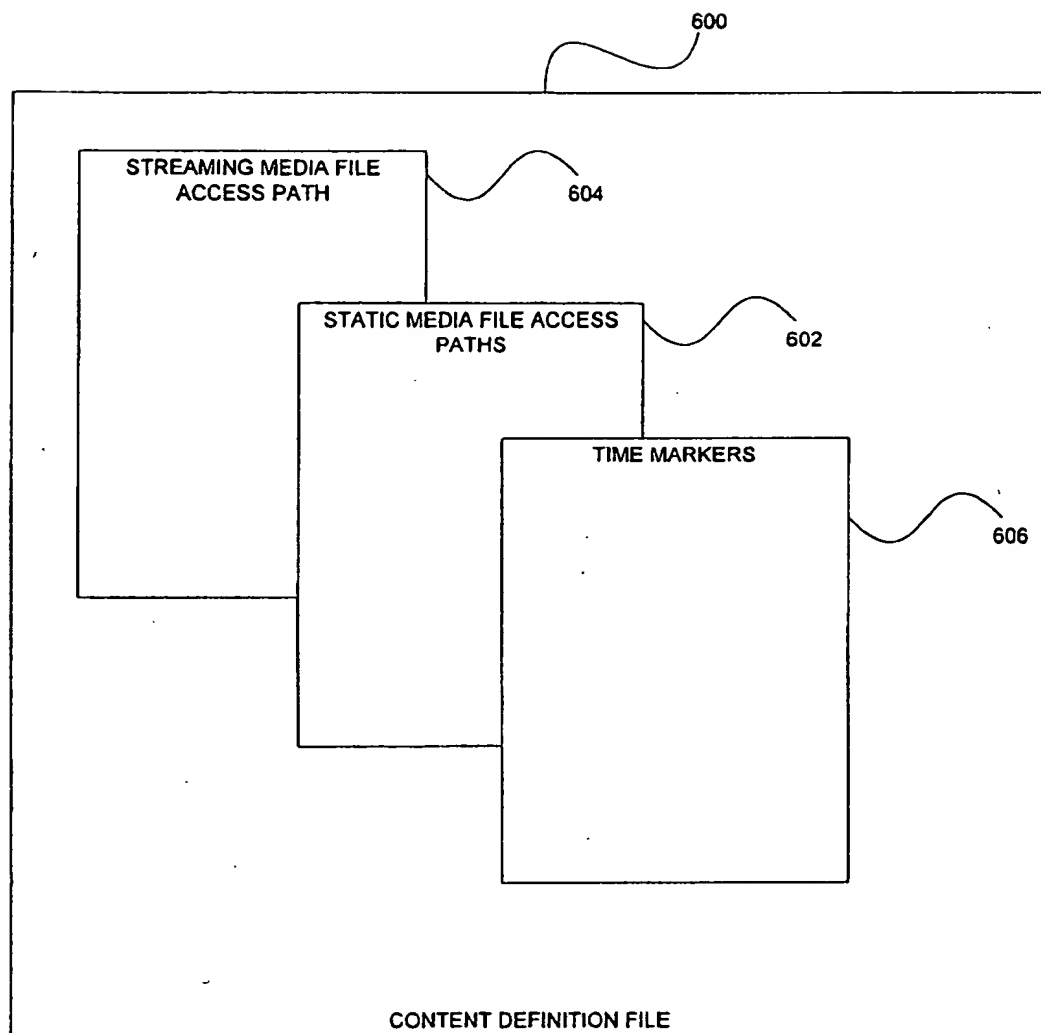 600
STREAMING MEDIA FILE
ACCESS PATH
604
STATIC MEDIA FILE ACCESS
PATHS
602
TIME MARKERS
606
CONTENT DEFINITION FILE